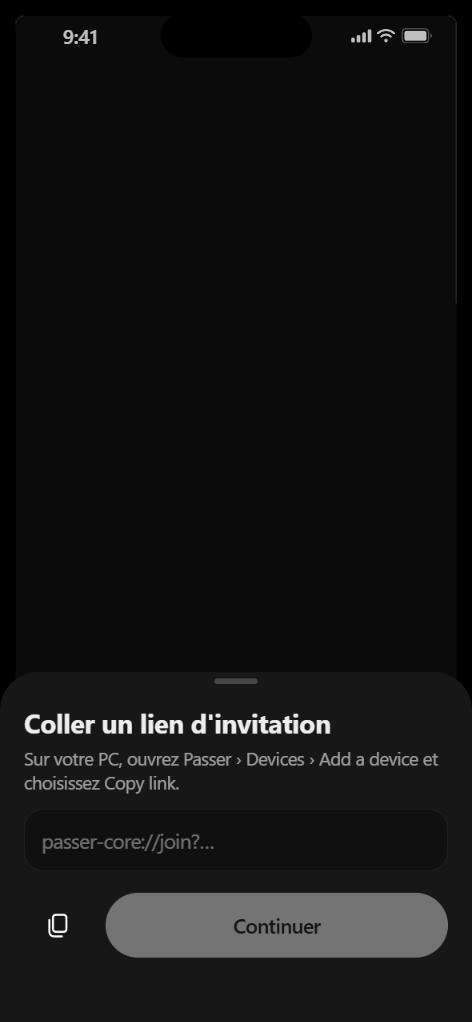 9:41
Coller un lien d'invitation
Sur votre PC, ouvrez Passer › Devices › Add a device et
choisissez Copy link.
passer-core://join?...
Continuer